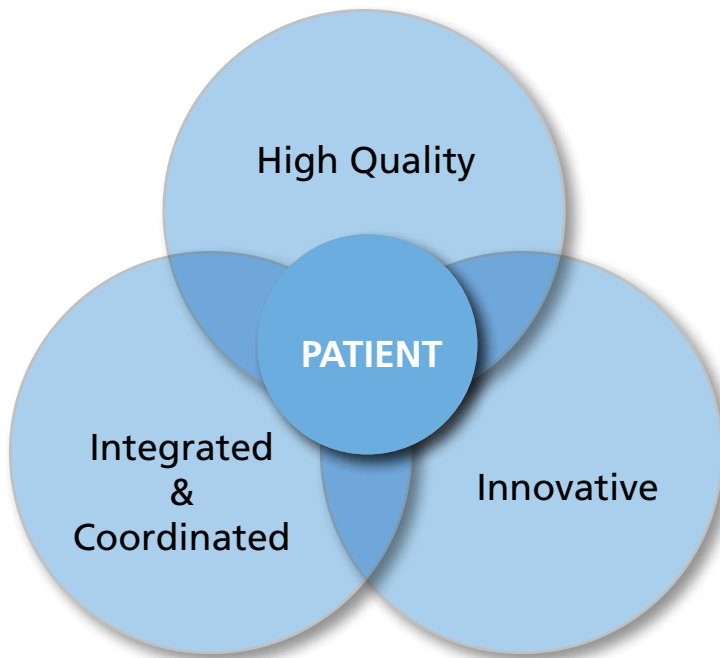 High Quality
PATIENT
Integrated
&
Coordinated
Innovative